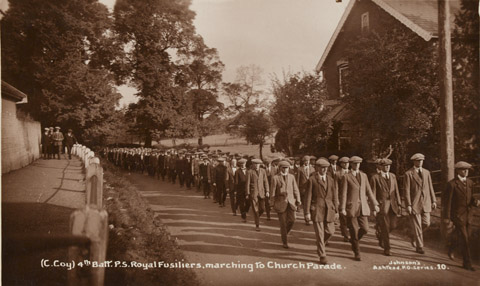 (C. Coy) 4th Batt. P.S. Royal Fusiliers, marching To Church Parade.
Johnson's
Ashtead. P.O. series. 10.